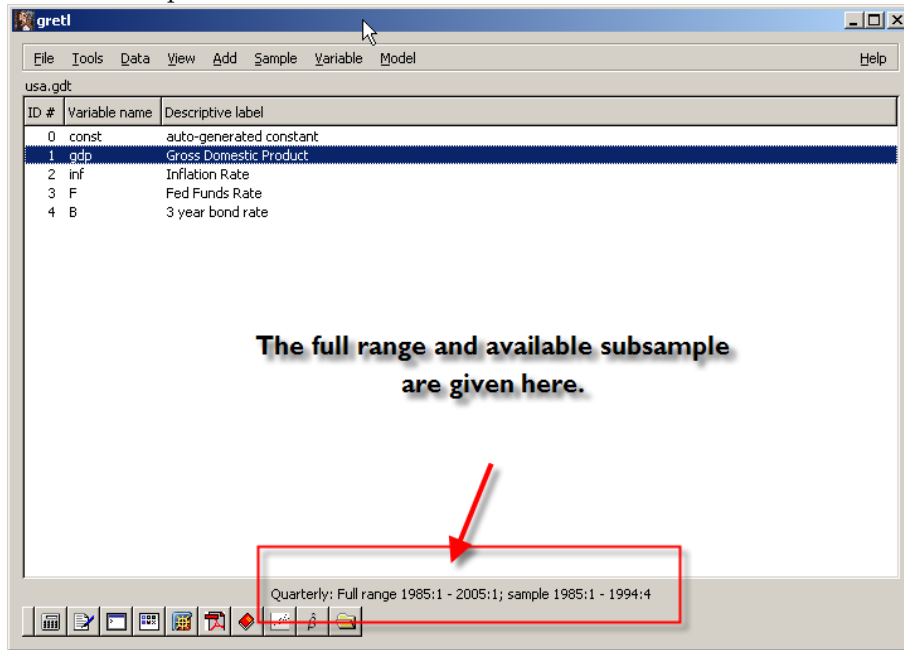 gretl
File Tools Data View Add Sample Variable Model Help
usa.gdt
ID # Variable name Descriptive label
0 const auto-generated constant
1 gdp Gross Domestic Product
2 inf Inflation Rate
3 F Fed Funds Rate
4 B 3 year bond rate
The full range and available subsample
are given here.
Quarterly: Full range 1985:1 - 2005:1; sample 1985:1 - 1994:4
β̂